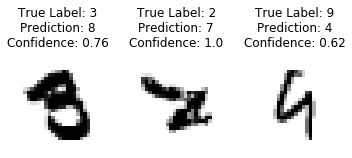 True Label: 3
Prediction: 8
Confidence: 0.76
True Label: 2
Prediction: 7
Confidence: 1.0
True Label: 9
Prediction: 4
Confidence: 0.62